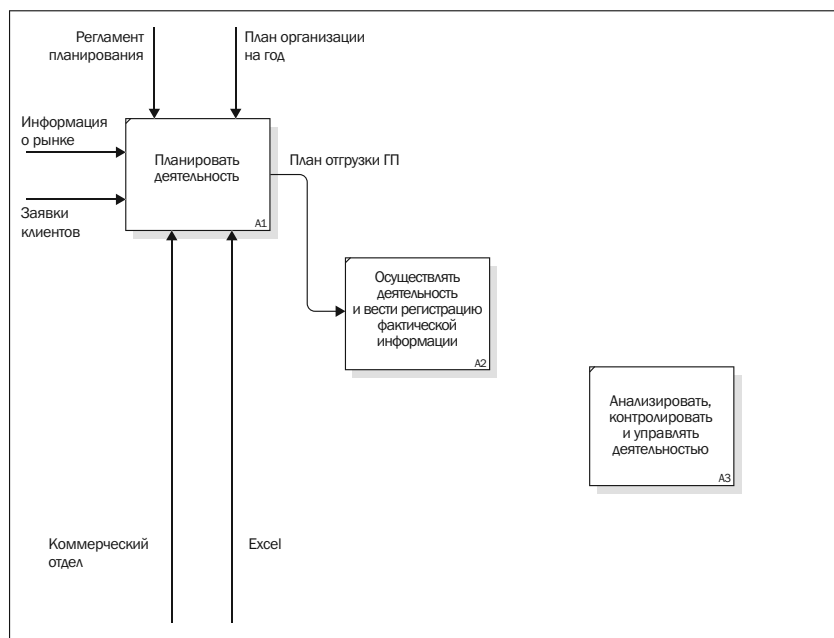 Регламент
планирования
План организации
на год
Информация
о рынке
Планировать
деятельность
План отгрузки ГП
Заявки
клиентов
A1
Осуществлять
деятельность
и вести регистрацию
фактической
информации
A2
Анализировать,
контролировать
и управлять
деятельностью
A3
Коммерческий
отдел
Excel